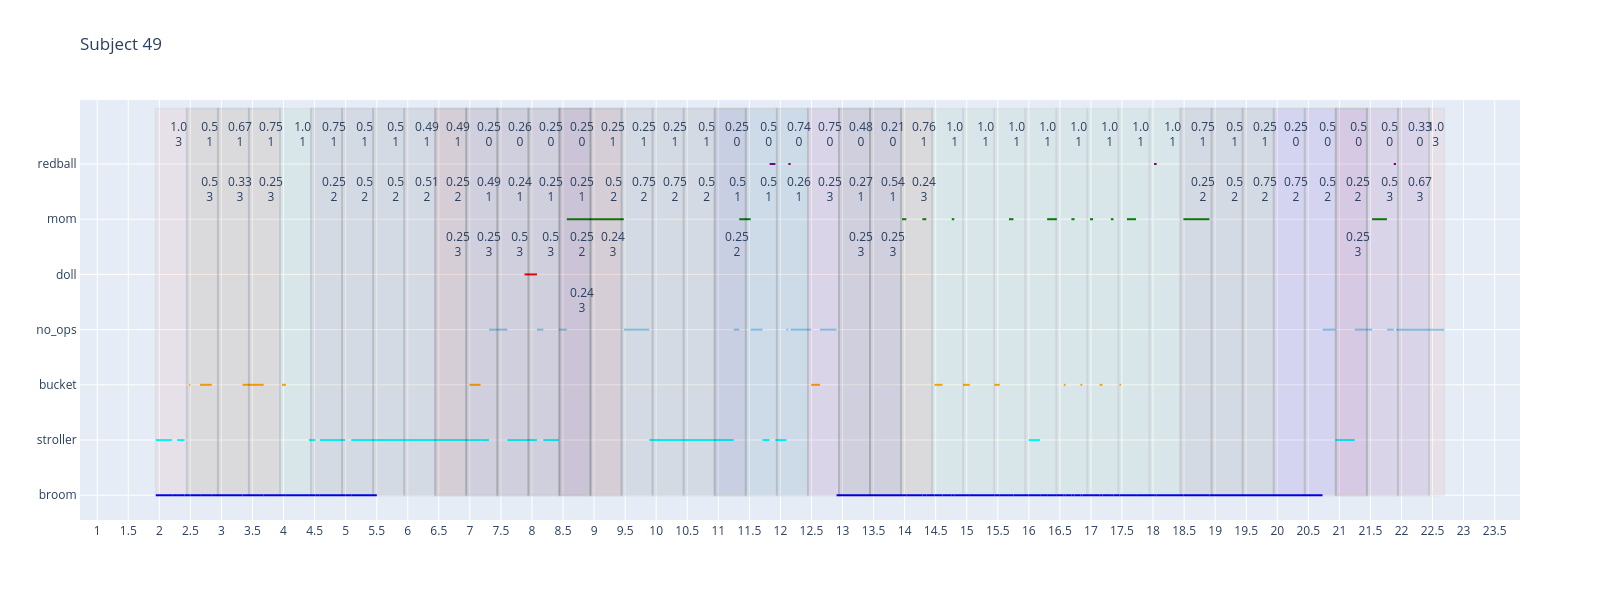 Subject 49
1.0 0.5 0.67 0.75 1.0 0.75 0.5 0.5 0.49 0.49 0.25 0.26 0.25 0.25 0.25 0.25 0.25 0.5 0.25 0.5 0.74 0.75 0.48 0.21 0.76 1.0 1.0 1.0 1.0 1.0 1.0 1.0 1.0 0.75 0.5 0.25 0.25 0.5 0.5 0.5 0.33 1.0
3 1 1 1 1 1 1 1 1 1 0 0 0 0 1 1 1 1 0 0 0 0 0 0 1 1 1 1 1 1 1 1 1 1 1 1 0 0 0 0 0 3
redball
0.5 0.33 0.25 0.25 0.5 0.5 0.51 0.25 0.49 0.24 0.25 0.25 0.5 0.75 0.75 0.5 0.5 0.5 0.26 0.25 0.27 0.54 0.24 0.25 0.5 0.75 0.75 0.5 0.25 0.5 0.67
3 3 3 2 2 2 2 2 1 1 1 1 2 2 2 2 1 1 1 3 1 1 3 2 2 2 2 2 2 3 3
mom
0.25 0.25 0.5 0.5 0.25 0.24 0.25 0.25 0.25 0.25
3 3 3 3 2 3 2 3 3 3
doll
0.24
3
no_ops
bucket
stroller
broom
1 1.5 2 2.5 3 3.5 4 4.5 5 5.5 6 6.5 7 7.5 8 8.5 9 9.5 10 10.5 11 11.5 12 12.5 13 13.5 14 14.5 15 15.5 16 16.5 17 17.5 18 18.5 19 19.5 20 20.5 21 21.5 22 22.5 23 23.5